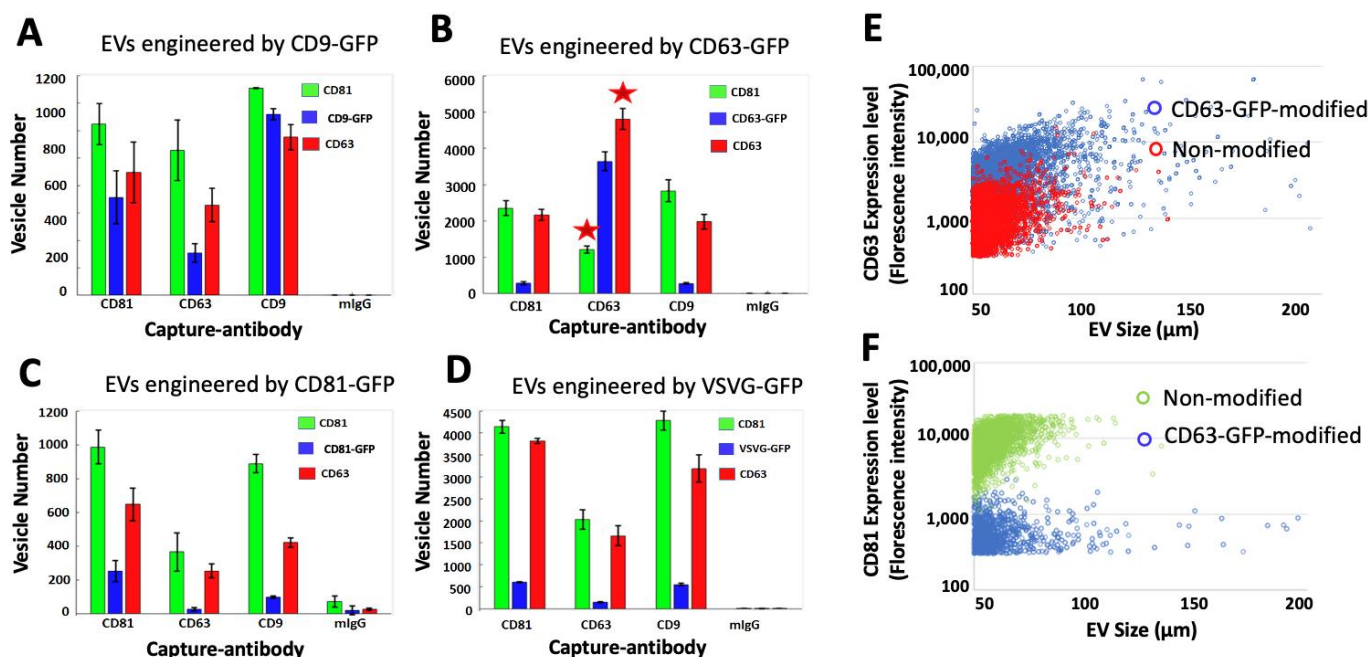 A
EVs engineered by CD9-GFP
Vesicle Number
1200
1000
800
600
400
200
0
CD81
CD9-GFP
CD63
CD81
CD63
CD9
mIgG
Capture-antibody
B
EVs engineered by CD63-GFP
Vesicle Number
6000
5000
4000
3000
2000
1000
0
CD81
CD63-GFP
CD63
CD81
CD63
CD9
mIgG
Capture-antibody
E
CD63 Expression level
(Florescence intensity)
100,000
10,000
1,000
100
CD63-GFP-modified
Non-modified
50
100
150
200
EV Size (µm)
C
EVs engineered by CD81-GFP
Vesicle Number
1200
1000
800
600
400
200
0
CD81
CD81-GFP
CD63
CD81
CD63
CD9
mIgG
Capture-antibody
D
EVs engineered by VSVG-GFP
Vesicle Number
4500
4000
3500
3000
2500
2000
1500
1000
500
0
CD81
VSVG-GFP
CD63
CD81
CD63
CD9
mIgG
Capture-antibody
F
CD81 Expression level
(Florescence intensity)
100,000
10,000
1,000
100
Non-modified
CD63-GFP-modified
50
100
150
200
EV Size (µm)